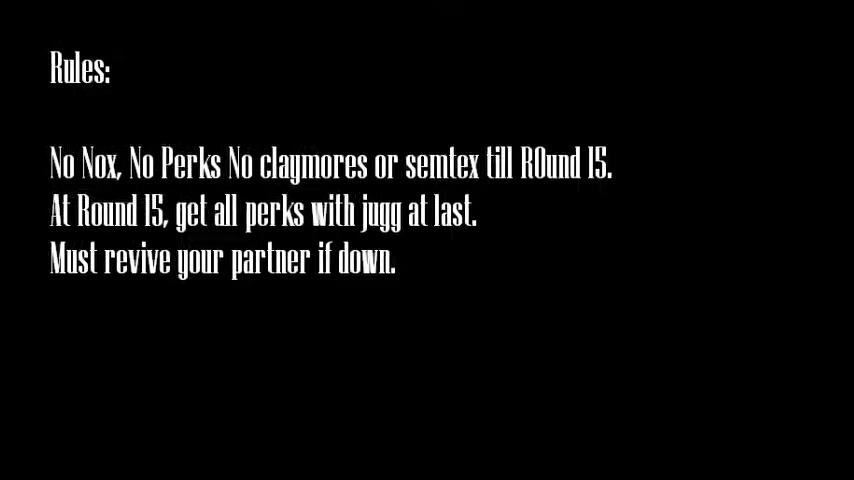 Rules:
No Nox, No Perks No claymores or semtex till R0und 15.
At Round 15, get all perks with jugg at last.
Must revive your partner if down.